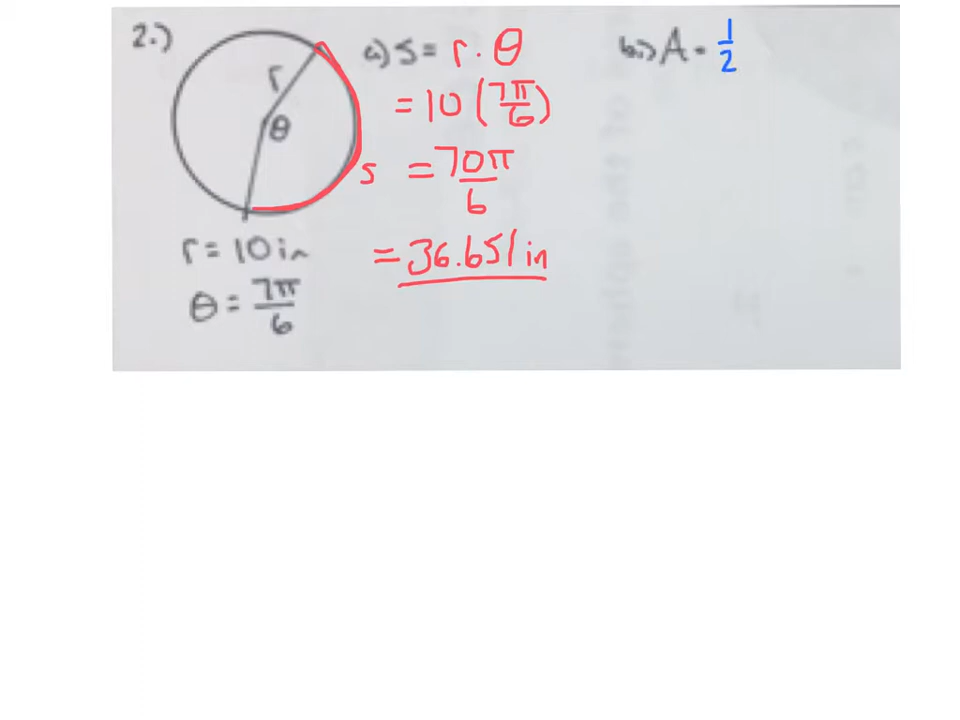 2.)
r
θ
s
r = 10 in
θ = 7π/6
a.) s = r · θ
= 10 (7π/6)
= 70π/6
= 36.651 in
b.) A = 1/2